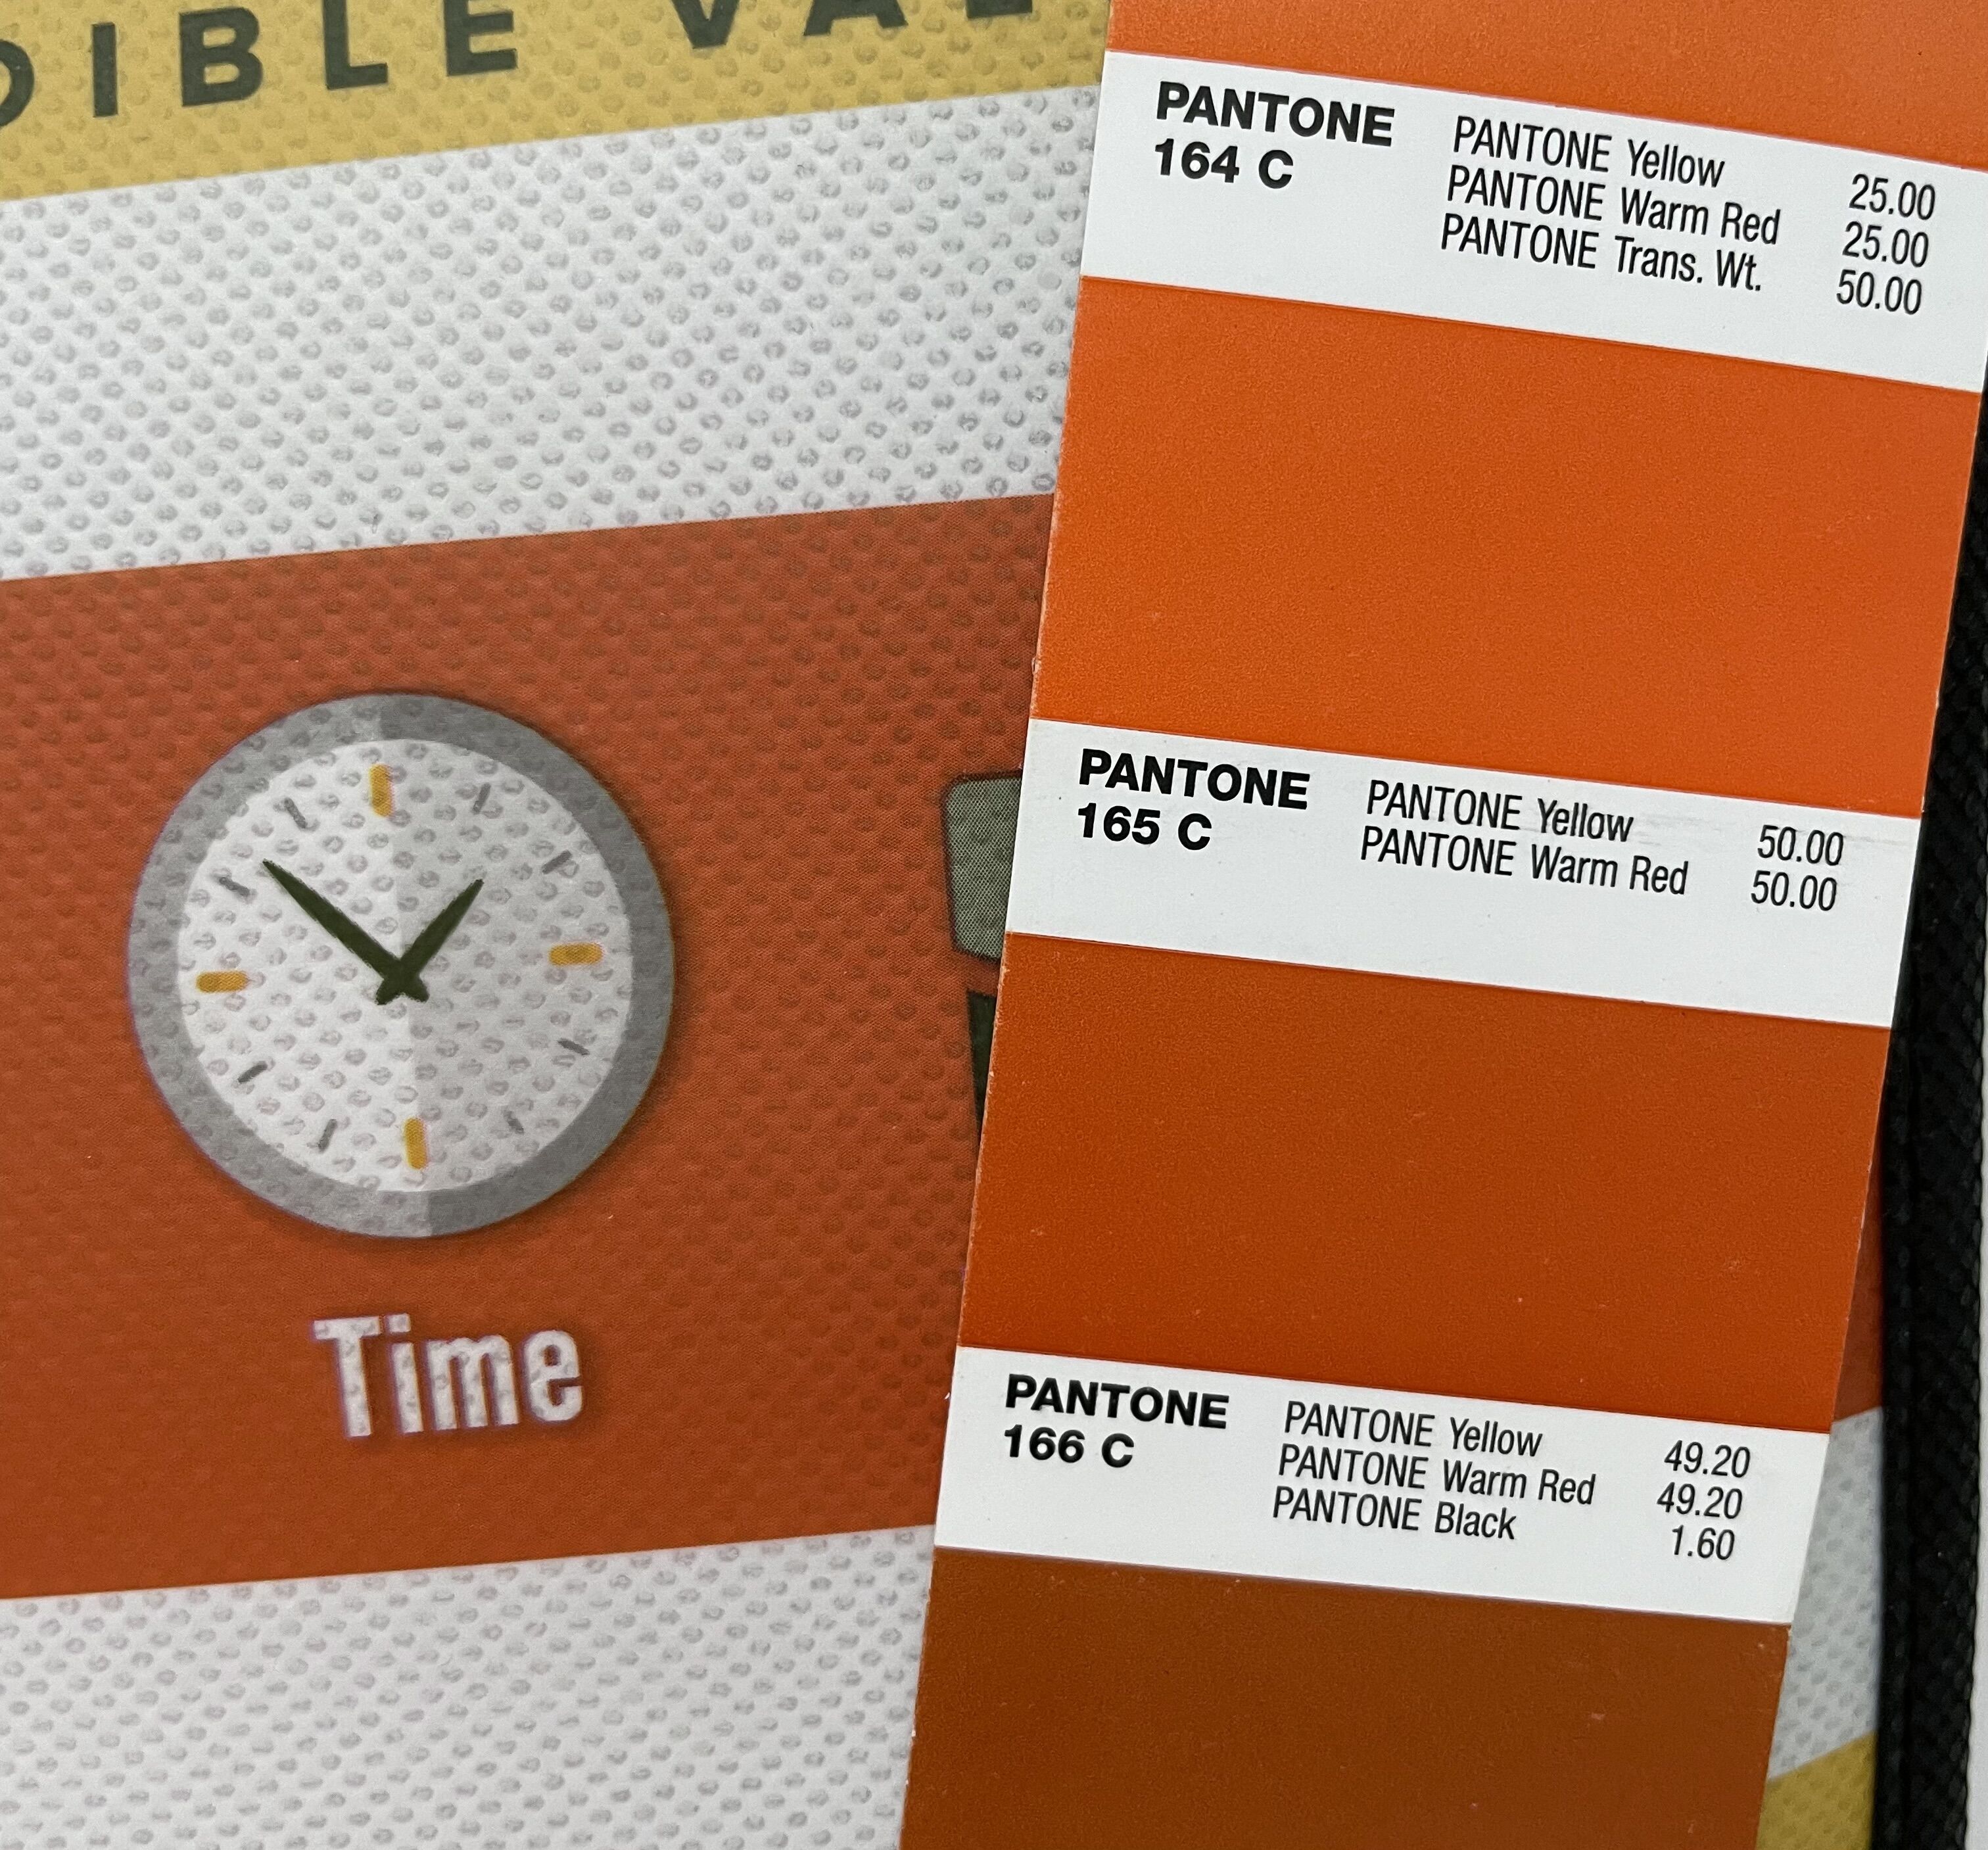 PANTONE
164 C
PANTONE Yellow 25.00
PANTONE Warm Red 25.00
PANTONE Trans. Wt. 50.00
PANTONE
165 C
PANTONE Yellow 50.00
PANTONE Warm Red 50.00
Time
PANTONE
166 C
PANTONE Yellow 49.20
PANTONE Warm Red 49.20
PANTONE Black 1.60